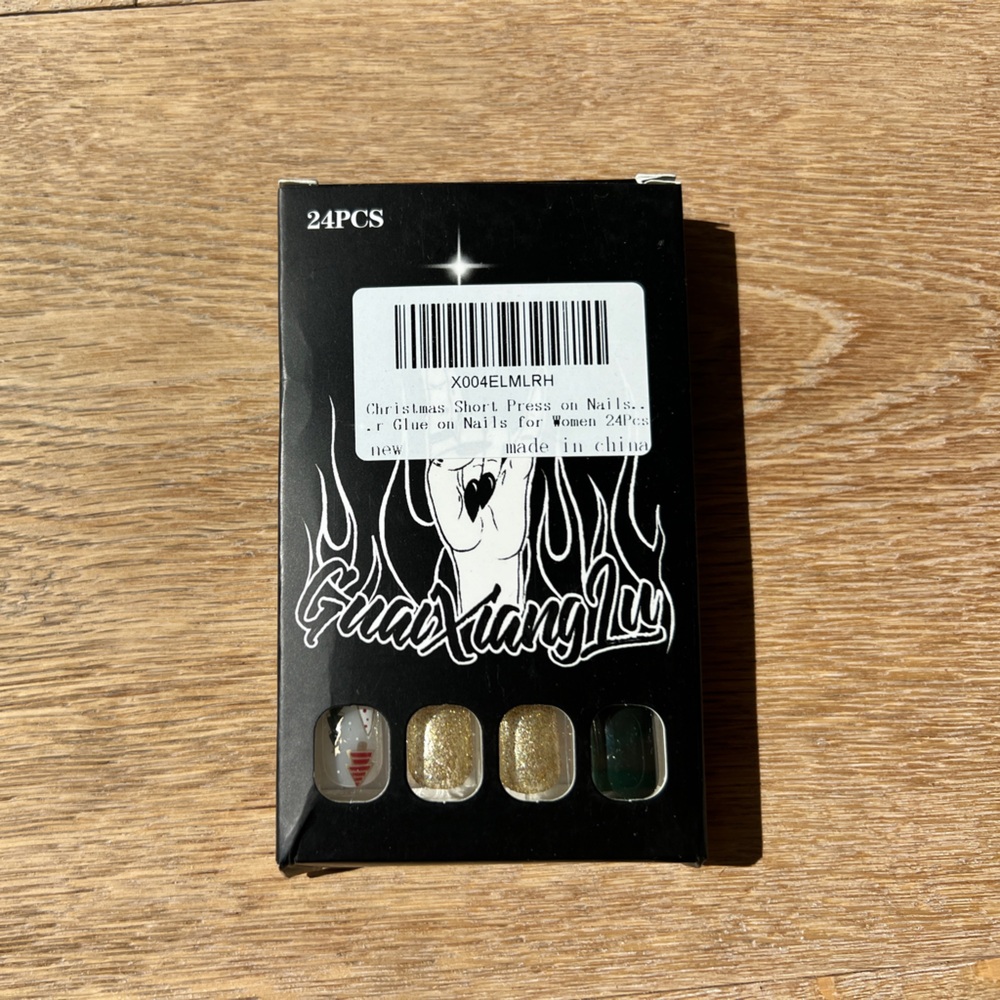 24PCS
X004ELMLRH
Christmas Short Press on Nails...
.r Glue on Nails for Women 24Pcs
new made in china
GuaiXiangLu